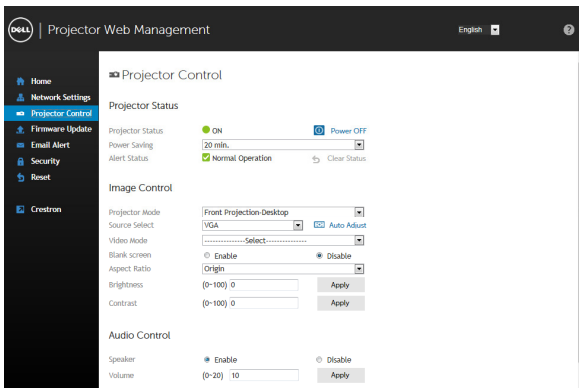 DELL Projector Web Management English ?
Home
Network Settings
Projector Control
Firmware Update
Email Alert
Security
Reset
Crestron
Projector Control
Projector Status
Projector Status ON Power OFF
Power Saving 20 min.
Alert Status Normal Operation Clear Status
Image Control
Projector Mode Front Projection-Desktop
Source Select VGA Auto Adjust
Video Mode ---------------Select---------------
Blank screen Enable Disable
Aspect Ratio Origin
Brightness (0~100) 0 Apply
Contrast (0~100) 0 Apply
Audio Control
Speaker Enable Disable
Volume (0~20) 10 Apply